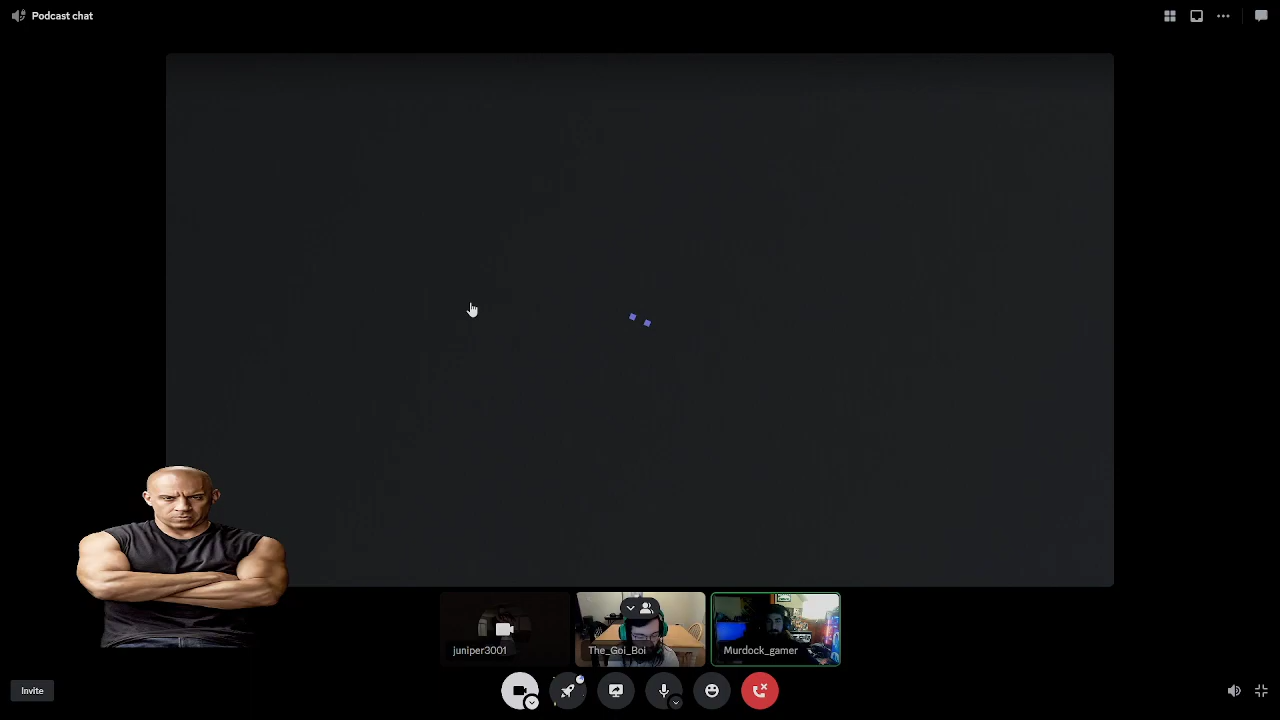 Podcast chat
juniper3001
The_Goi_Boi
Murdock_gamer
Invite